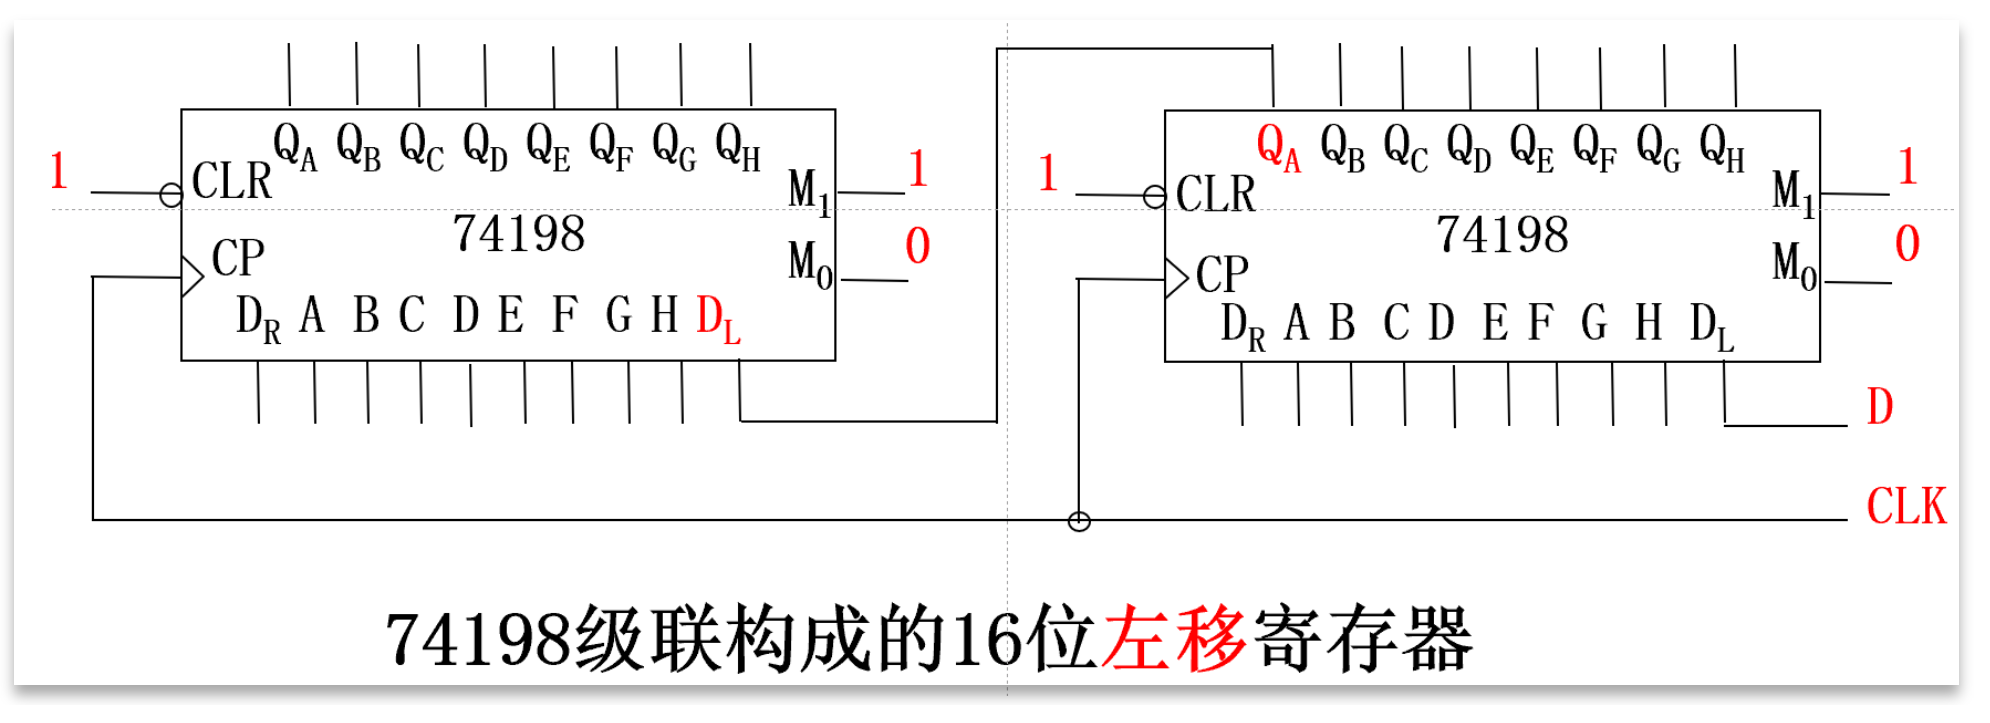 Q_A Q_B Q_C Q_D Q_E Q_F Q_G Q_H
1 CLR M_1 1
74198
CP M_0 0
D_R A B C D E F G H D_L
Q_A Q_B Q_C Q_D Q_E Q_F Q_G Q_H
1 CLR M_1 1
74198
CP M_0 0
D_R A B C D E F G H D_L
D
CLK
74198级联构成的16位左移寄存器